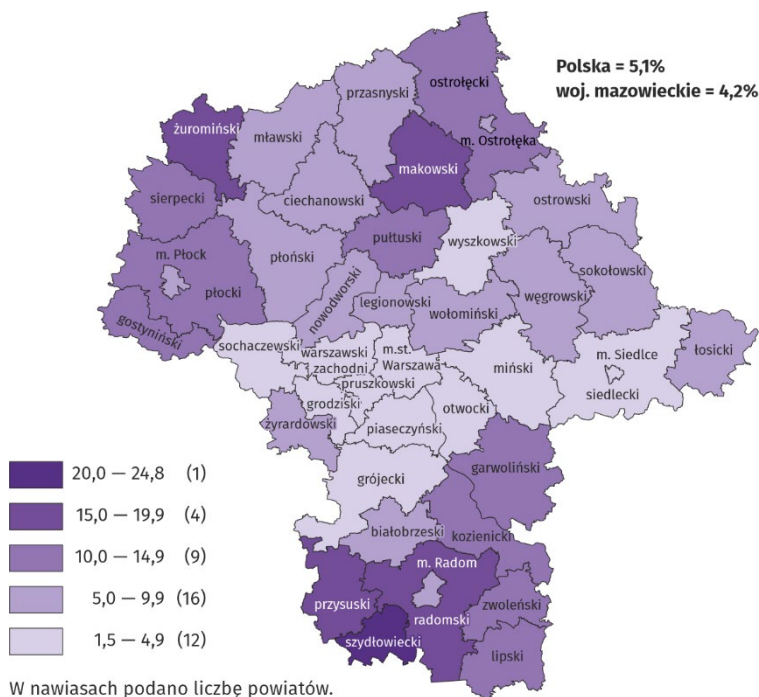 Polska = 5,1%
woj. mazowieckie = 4,2%
ostrołęcki
przasnyski
żuromiński
mławski
m. Ostrołęka
makowski
sierpecki
ciechanowski
ostrowski
pułtuski
wyszkowski
m. Płock
płoński
sokołowski
płocki
nowodworski
legionowski
węgrowski
wołomiński
gostyniński
sochaczewski
warszawski
zachodni
m.st.
Warszawa
miński
m. Siedlce
łosicki
pruszkowski
siedlecki
grodziski
otwocki
żyrardowski
piaseczyński
garwoliński
grójecki
białobrzeski
kozienicki
m. Radom
przysuski
radomski
zwoleński
szydłowiecki
lipski
20,0 — 24,8 (1)
15,0 — 19,9 (4)
10,0 — 14,9 (9)
5,0 — 9,9 (16)
1,5 — 4,9 (12)
W nawiasach podano liczbę powiatów.